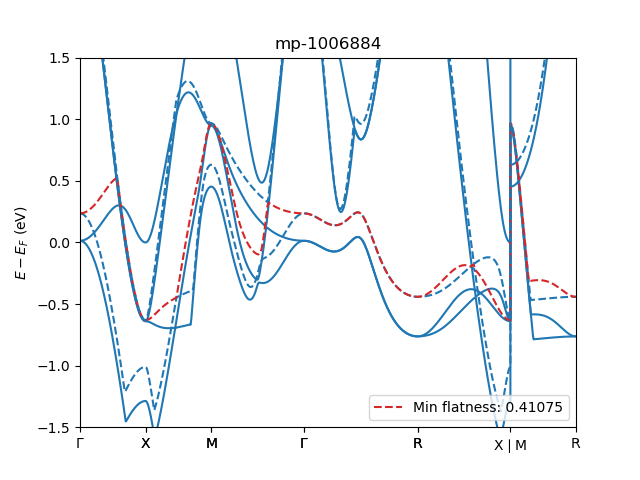 mp-1006884
E − E_F (eV)
1.5
1.0
0.5
0.0
−0.5
−1.0
−1.5
Min flatness: 0.41075
Γ X M Γ R X | M R